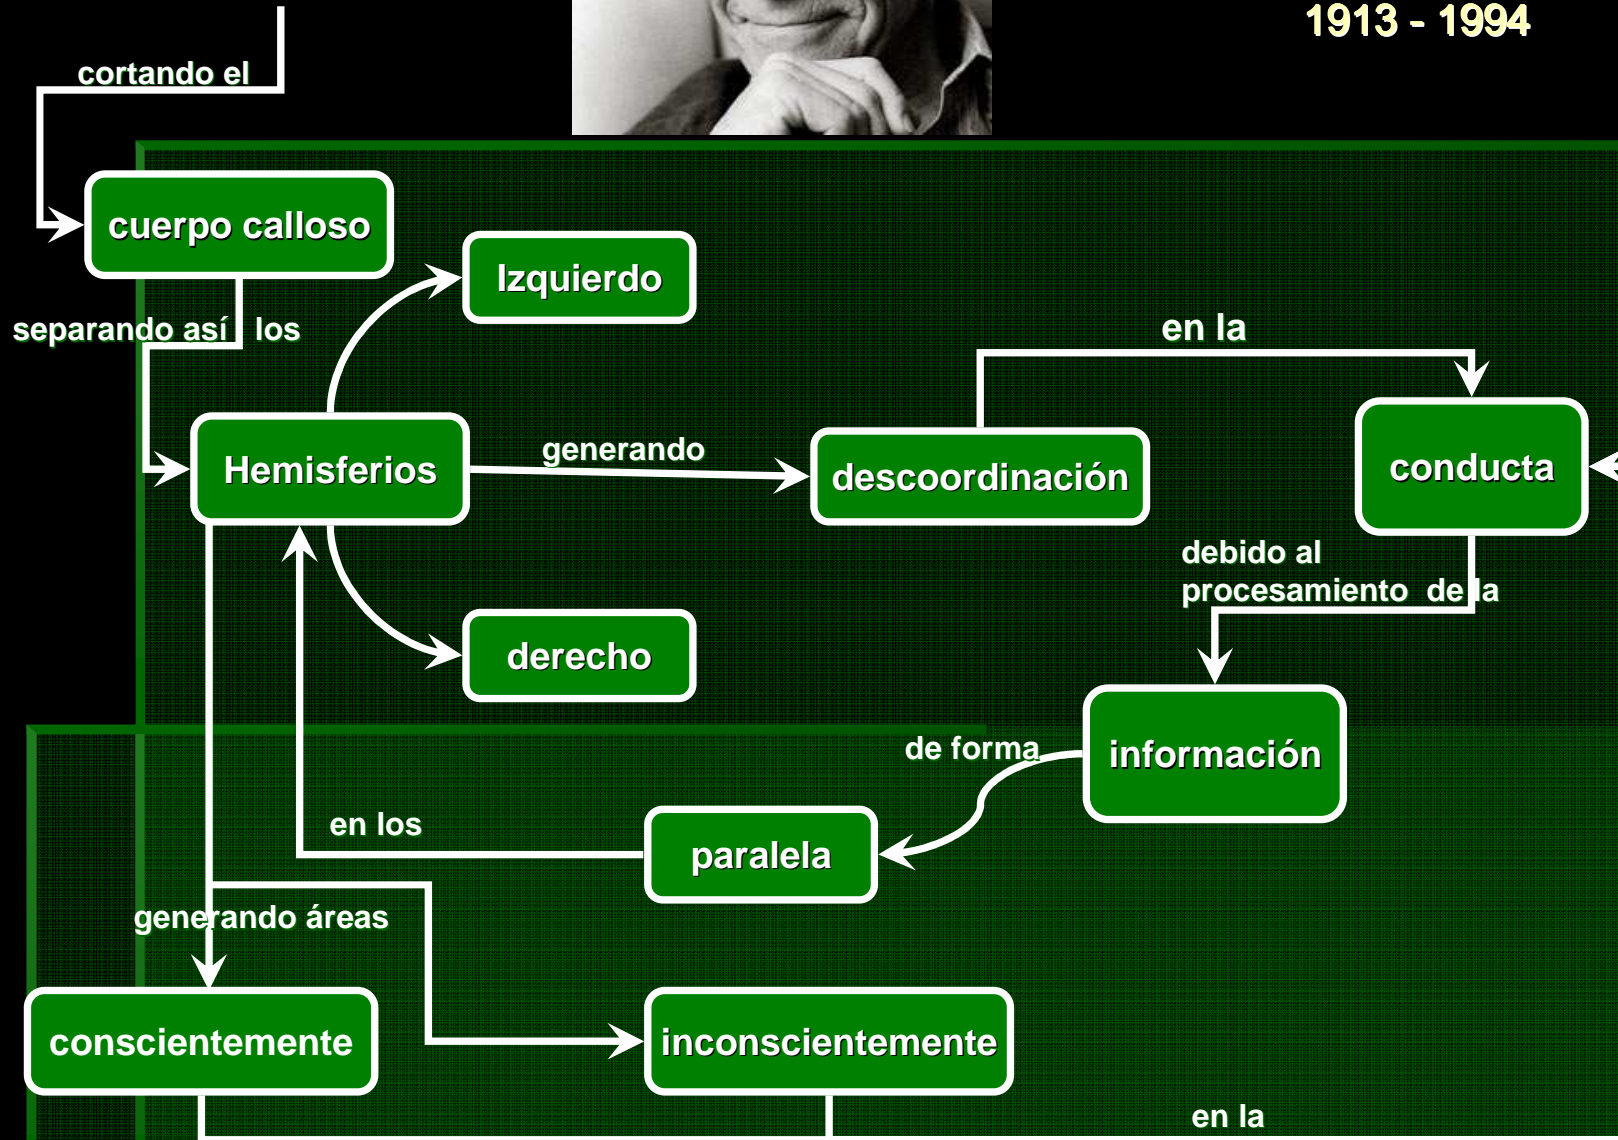 1913 - 1994
cortando el
cuerpo calloso
Izquierdo
separando así los
en la
Hemisferios
generando
descoordinación
conducta
debido al
procesamiento de la
derecho
de forma
información
en los
paralela
generando áreas
conscientemente
inconscientemente
en la